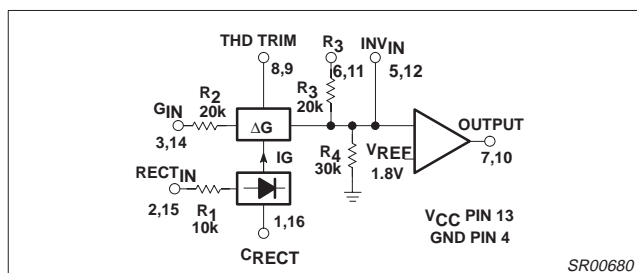 THD TRIM
8,9
R3
6,11
INVIN
5,12
R3
20k
R2
20k
GIN
3,14
ΔG
OUTPUT
7,10
IG
R4
30k
VREF
1.8V
RECTIN
2,15
R1
10k
1,16
CRECT
VCC PIN 13
GND PIN 4
SR00680